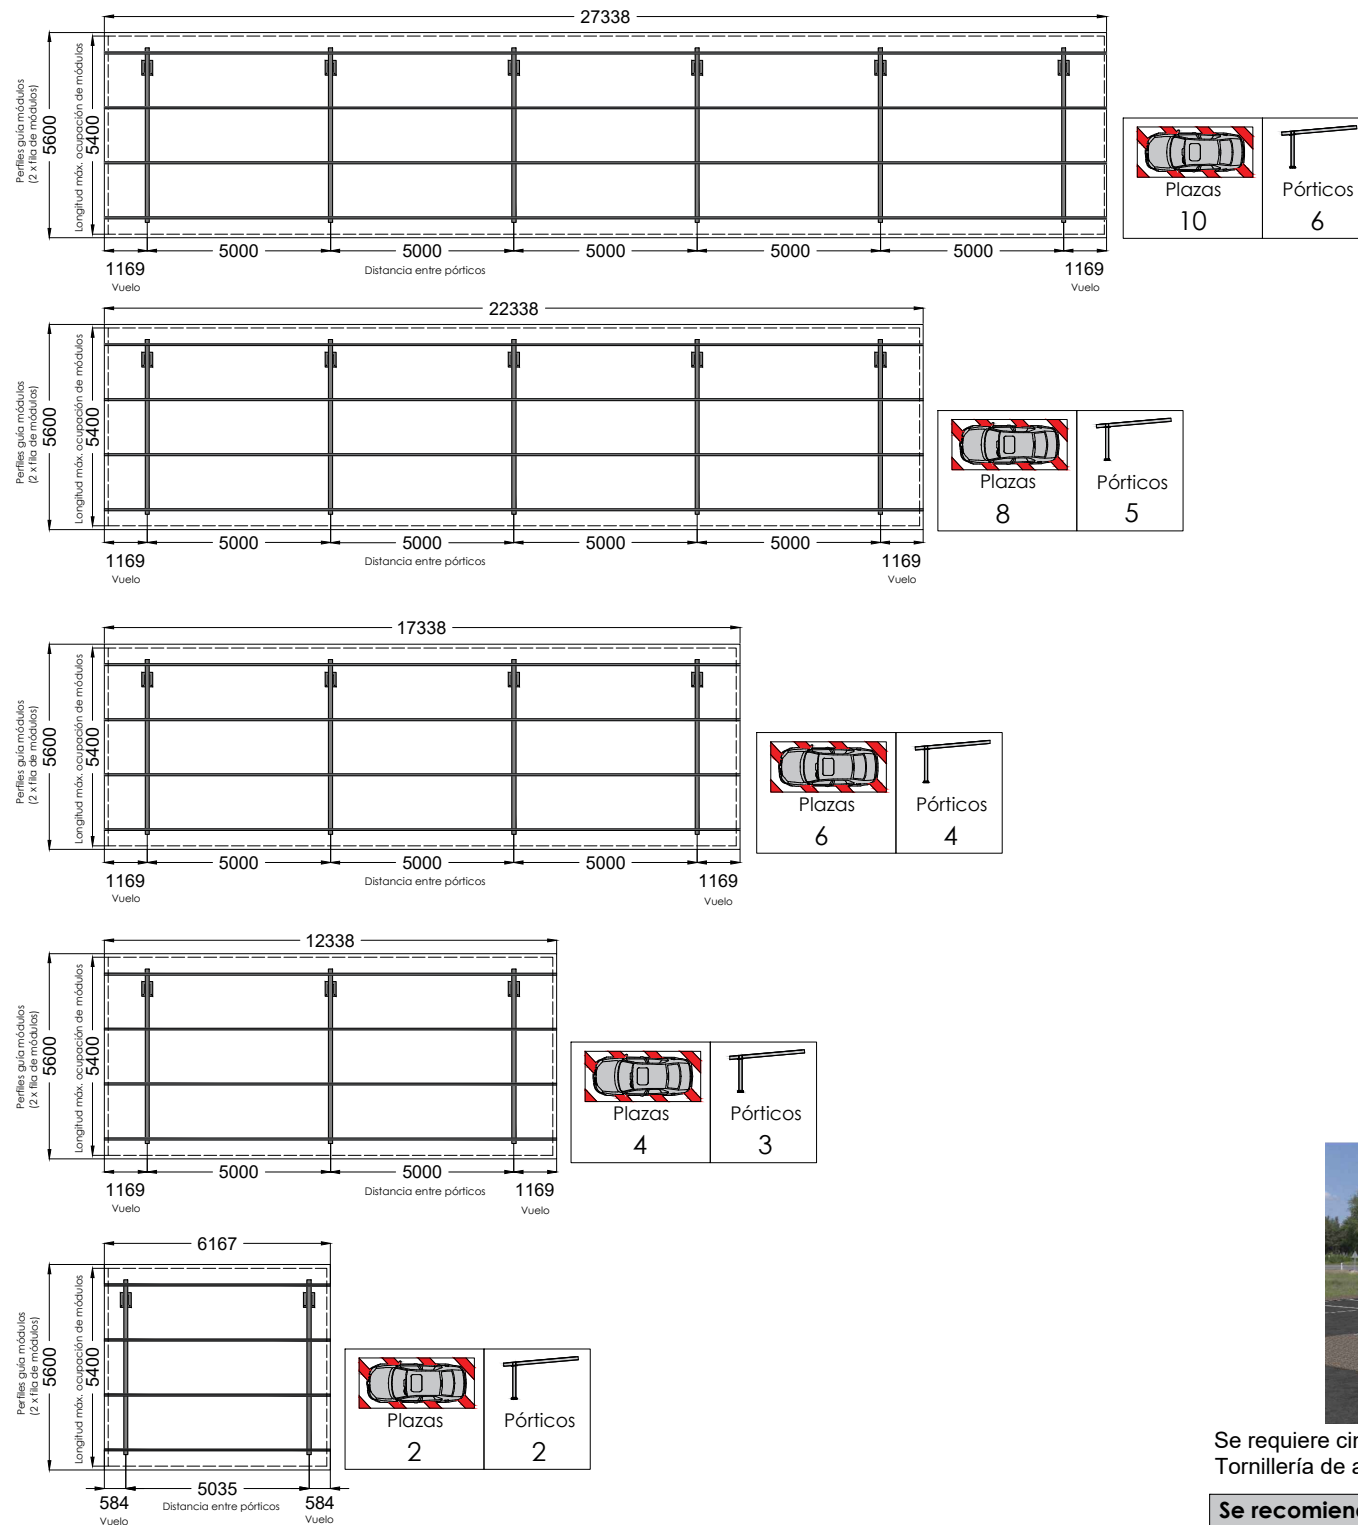 27338
Perfiles guía módulos
(2 x fila de módulos)
5600
Longitud máx. ocupación de módulos
5400
Plazas
10
Pórticos
6
5000
5000
5000
5000
5000
1169
Vuelo
Distancia entre pórticos
1169
Vuelo
22338
Perfiles guía módulos
(2 x fila de módulos)
5600
Longitud máx. ocupación de módulos
5400
Plazas
8
Pórticos
5
5000
5000
5000
5000
1169
Vuelo
Distancia entre pórticos
1169
Vuelo
17338
Perfiles guía módulos
(2 x fila de módulos)
5600
Longitud máx. ocupación de módulos
5400
Plazas
6
Pórticos
4
5000
5000
5000
1169
Vuelo
Distancia entre pórticos
1169
Vuelo
12338
Perfiles guía módulos
(2 x fila de módulos)
5600
Longitud máx. ocupación de módulos
5400
Plazas
4
Pórticos
3
5000
5000
1169
Vuelo
Distancia entre pórticos
1169
Vuelo
6167
Perfiles guía módulos
(2 x fila de módulos)
5600
Longitud máx. ocupación de módulos
5400
Plazas
2
Pórticos
2
5035
584
Vuelo
Distancia entre pórticos
584
Vuelo
Se requiere
Tornillería de
Se